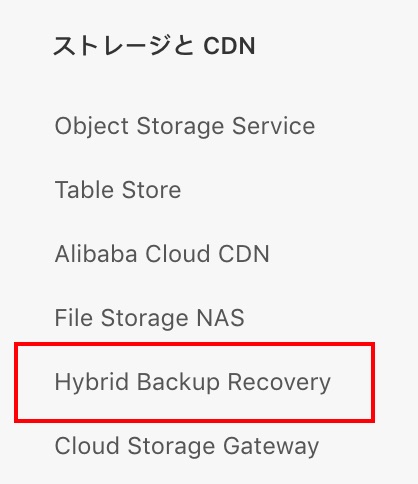 ストレージと CDN
Object Storage Service
Table Store
Alibaba Cloud CDN
File Storage NAS
Hybrid Backup Recovery
Cloud Storage Gateway